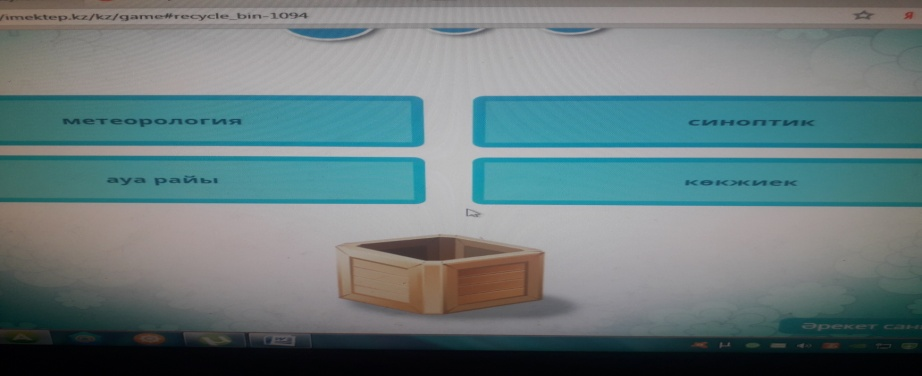 /imektep.kz/kz/game#recycle_bin-1094
метеорология
синоптик
ауа райы
көкжиек
Әрекет сан